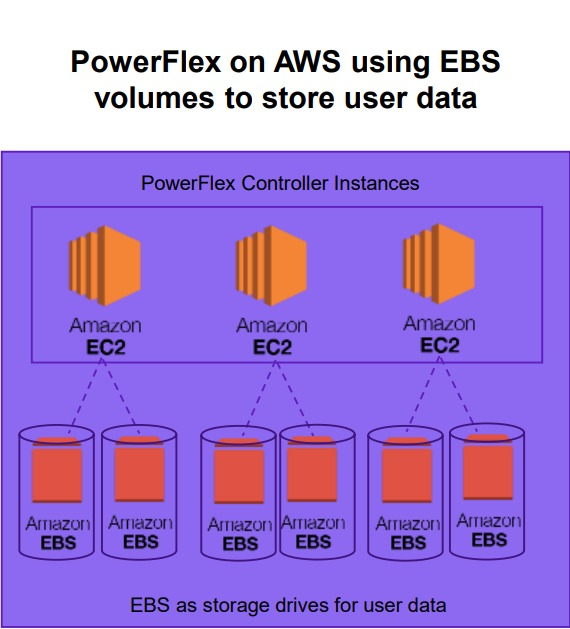 PowerFlex on AWS using EBS
volumes to store user data
PowerFlex Controller Instances
Amazon
EC2
Amazon
EC2
Amazon
EC2
Amazon
EBS
Amazon
EBS
Amazon
EBS
Amazon
EBS
Amazon
EBS
Amazon
EBS
EBS as storage drives for user data